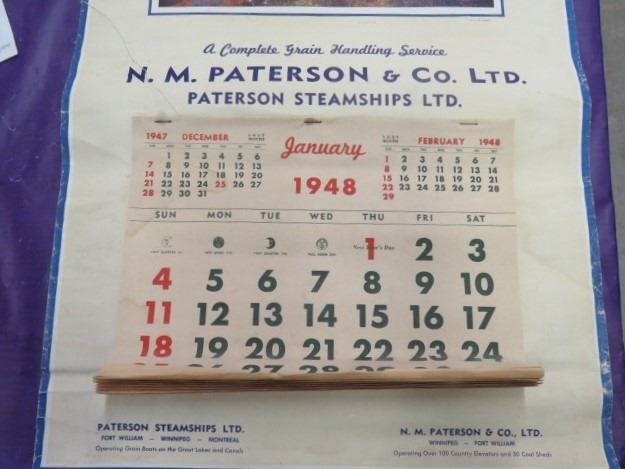 A Complete Grain Handling Service
N. M. PATERSON & CO. LTD.
PATERSON STEAMSHIPS LTD.
1947 DECEMBER LAST MONTH
1 2 3 4 5 6
7 8 9 10 11 12 13
14 15 16 17 18 19 20
21 22 23 24 25 26 27
28 29 30 31
January
1948
FEBRUARY 1948
1 2 3 4 5 6 7
8 9 10 11 12 13 14
15 16 17 18 19 20 21
22 23 24 25 26 27 28
29
SUN MON TUE WED THU FRI SAT
New Year's Day
1 2 3
4 5 6 7 8 9 10
11 12 13 14 15 16 17
18 19 20 21 22 23 24
PATERSON STEAMSHIPS LTD.
FORT WILLIAM — WINNIPEG — MONTREAL
Operating Grain Boats on the Great Lakes and Canals
N. M. PATERSON & CO., LTD.
WINNIPEG — FORT WILLIAM
Operating Over 100 Country Elevators and 50 Coal Sheds